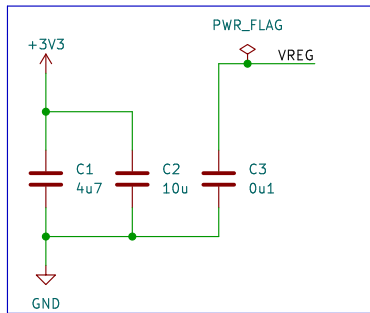 PWR_FLAG
+3V3
VREG
C1
4u7
C2
10u
C3
0u1
GND